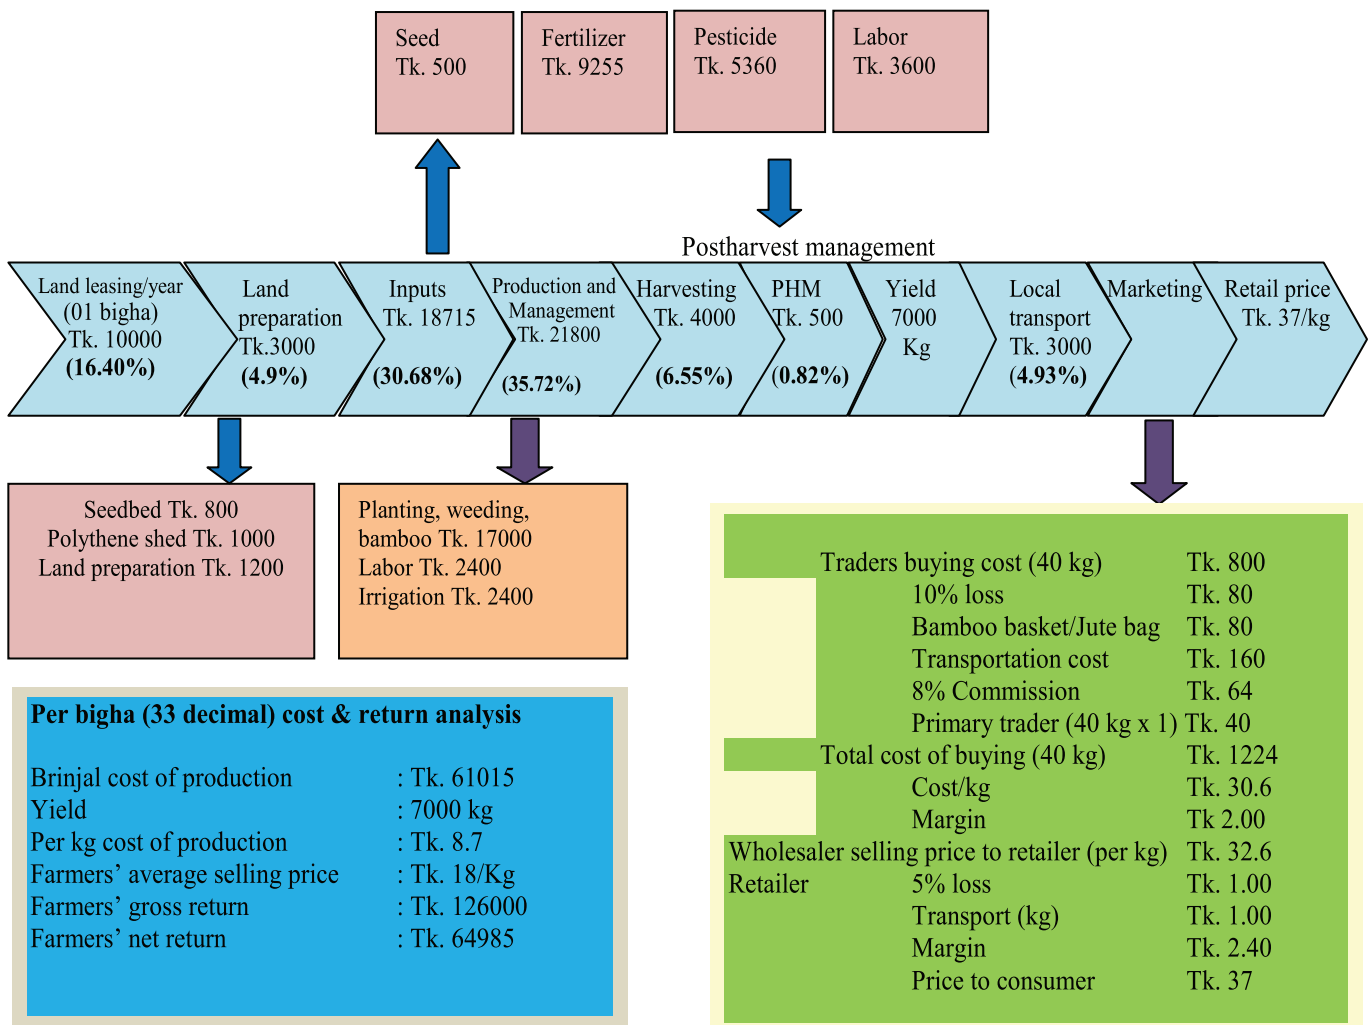 Seed
Tk. 500
Fertilizer
Tk. 9255
Pesticide
Tk. 5360
Labor
Tk. 3600
Postharvest management
Land leasing/year
(01 bigha)
Tk. 10000
(16.40%)
Land
preparation
Tk.3000
(4.9%)
Inputs
Tk. 18715
(30.68%)
Production and
Management
Tk. 21800
(35.72%)
Harvesting
Tk. 4000
(6.55%)
PHM
Tk. 500
(0.82%)
Yield
7000
Kg
Local
transport
Tk. 3000
(4.93%)
Marketing
Retail price
Tk. 37/kg
Seedbed Tk. 800
Polythene shed Tk. 1000
Land preparation Tk. 1200
Planting, weeding,
bamboo Tk. 17000
Labor Tk. 2400
Irrigation Tk. 2400
Per bigha (33 decimal) cost & return analysis
Brinjal cost of production : Tk. 61015
Yield : 7000 kg
Per kg cost of production : Tk. 8.7
Farmers’ average selling price : Tk. 18/Kg
Farmers’ gross return : Tk. 126000
Farmers’ net return : Tk. 64985
Traders buying cost (40 kg) Tk. 800
10% loss Tk. 80
Bamboo basket/Jute bag Tk. 80
Transportation cost Tk. 160
8% Commission Tk. 64
Primary trader (40 kg x 1) Tk. 40
Total cost of buying (40 kg) Tk. 1224
Cost/kg Tk. 30.6
Margin Tk 2.00
Wholesaler selling price to retailer (per kg) Tk. 32.6
Retailer 5% loss Tk. 1.00
Transport (kg) Tk. 1.00
Margin Tk. 2.40
Price to consumer Tk. 37